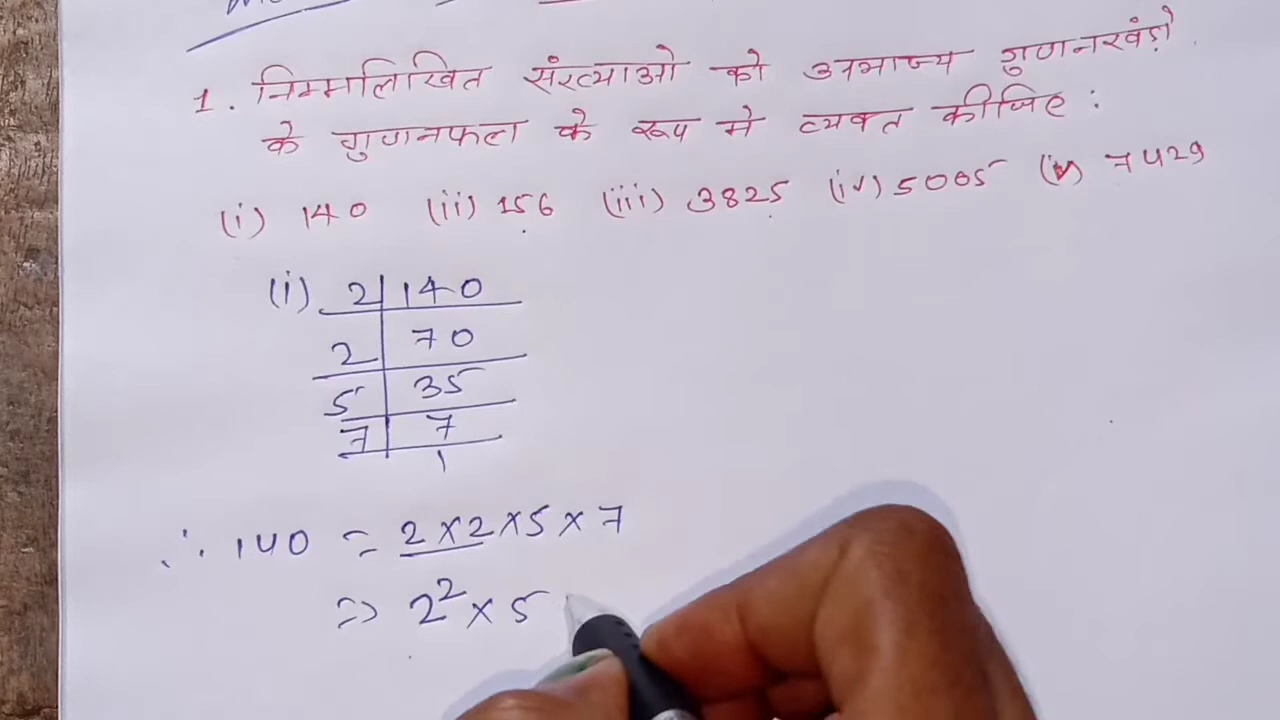 1. निम्नलिखित संख्याओ को अभाज्य गुणनखंडो
के गुणनफल के रूप मे व्यक्त कीजिए :
(i) 140 (ii) 156 (iii) 3825 (iv) 5005 (v) 7429
(i) 2 | 140
2 | 70
5 | 35
7 | 7
1
∴ 140 = 2 × 2 × 5 × 7
⇒ 2² × 5